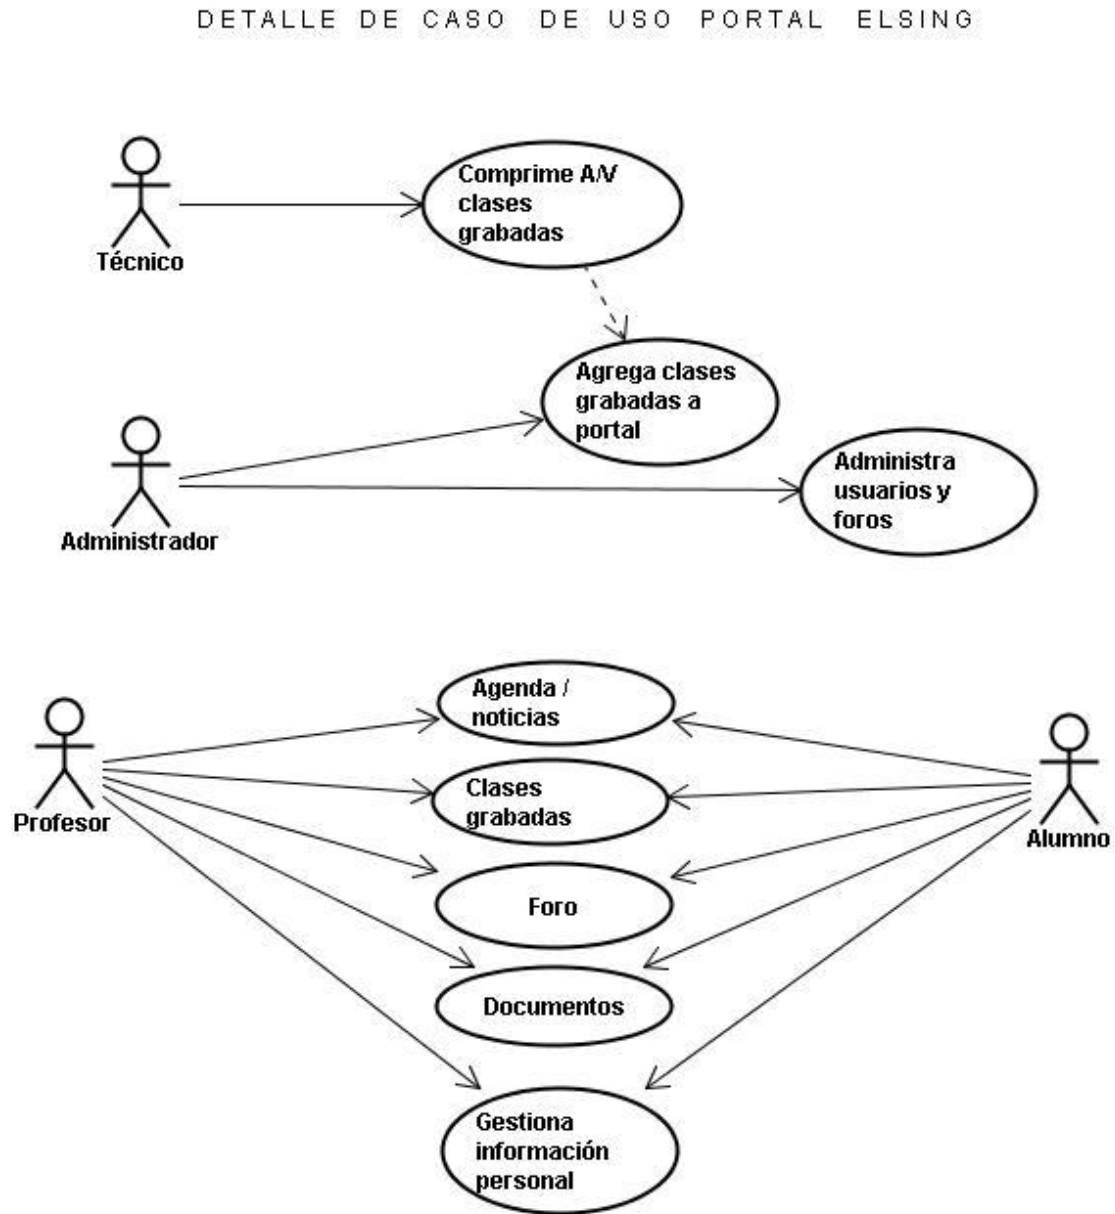 DETALLE DE CASO DE USO PORTAL ELSING
Comprime A/V
clases
grabadas
Técnico
Agrega clases
grabadas a
portal
Administra
usuarios y
foros
Administrador
Agenda /
noticias
Clases
grabadas
Profesor
Alumno
Foro
Documentos
Gestiona
información
personal